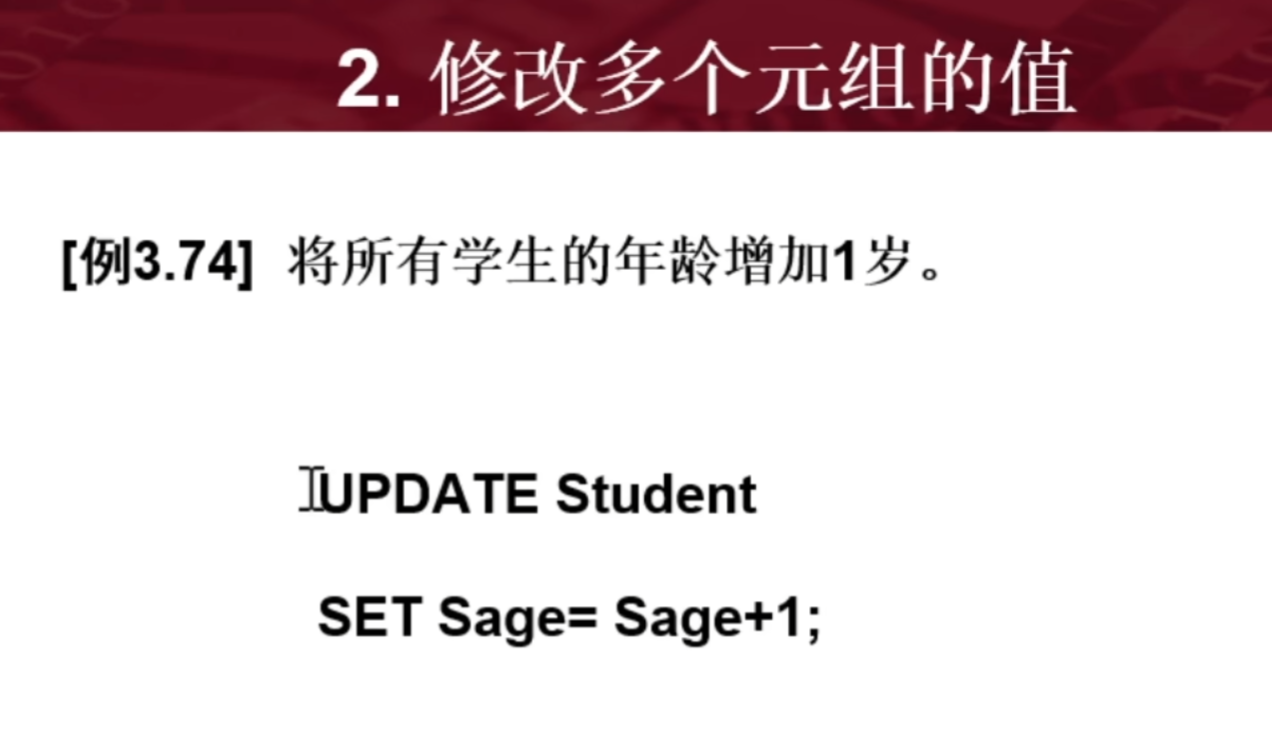 2. 修改多个元组的值
[例3.74] 将所有学生的年龄增加1岁。
UPDATE Student
SET Sage= Sage+1;